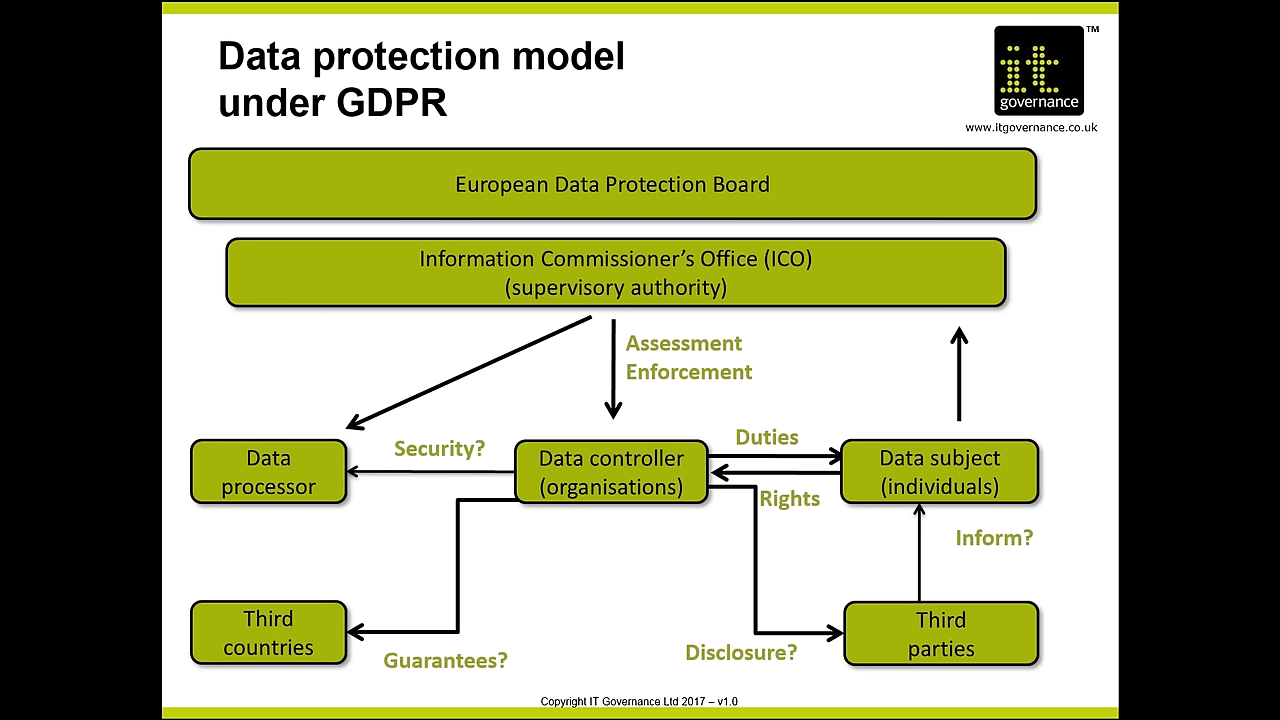 Data protection model
under GDPR
TM
it
governance
www.itgovernance.co.uk
European Data Protection Board
Information Commissioner’s Office (ICO)
(supervisory authority)
Assessment
Enforcement
Data
processor
Security?
Data controller
(organisations)
Duties
Rights
Data subject
(individuals)
Inform?
Third
countries
Guarantees?
Disclosure?
Third
parties
Copyright IT Governance Ltd 2017 – v1.0